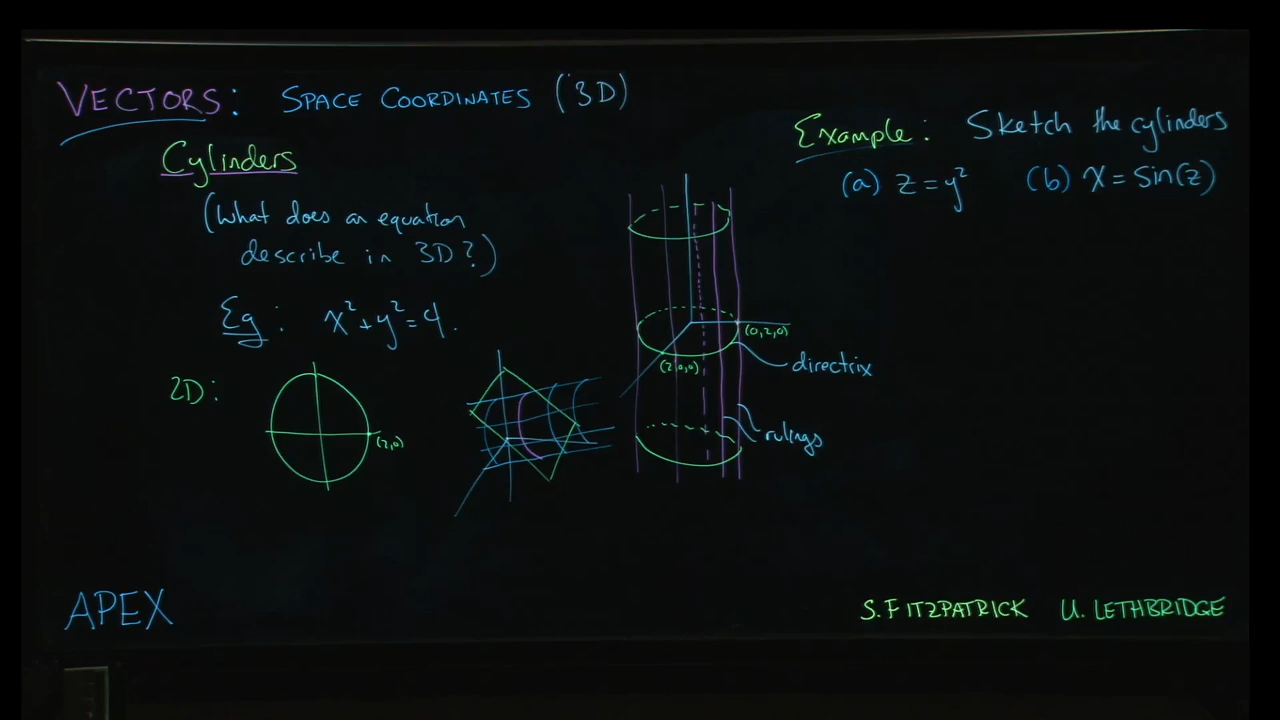 VECTORS: SPACE COORDINATES (3D)
Cylinders
(What does an equation
describe in 3D?)
Eg: x²+y²=4.
2D:
(2,0)
(0,2,0)
(2,0,0)
directrix
rulings
Example: Sketch the cylinders
(a) z=y² (b) x=sin(z)
APEX
S. FITZPATRICK U. LETHBRIDGE